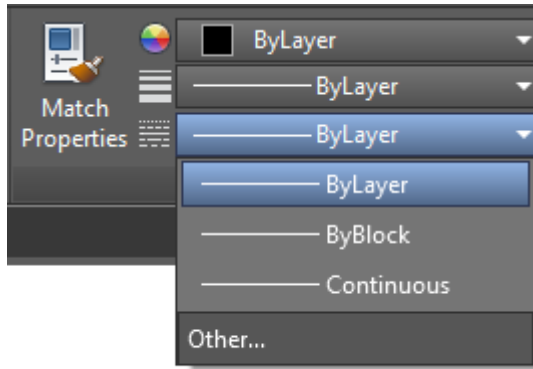 ByLayer
ByLayer
Match
Properties
ByLayer
ByLayer
ByBlock
Continuous
Other...